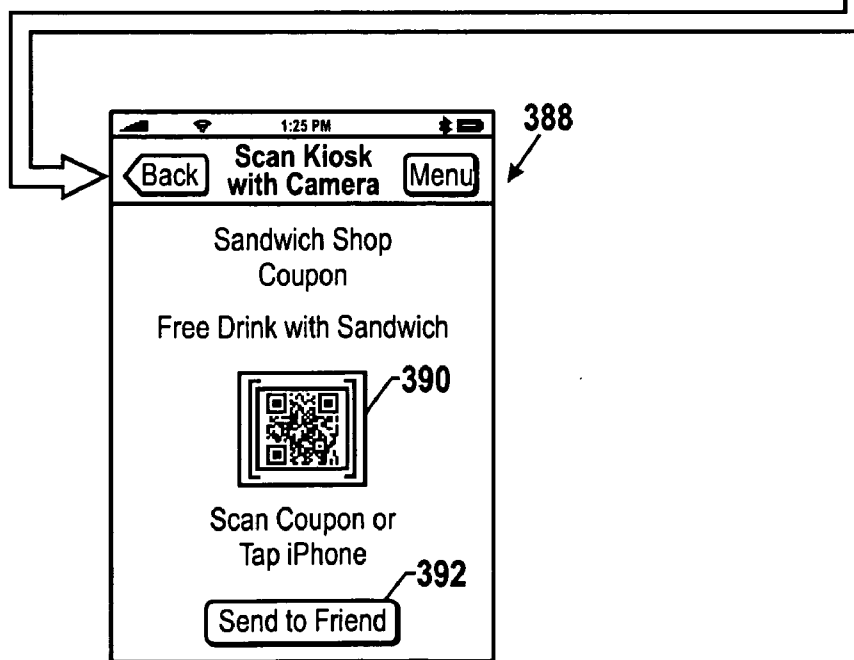 1:25 PM
388
Back
Scan Kiosk
with Camera
Menu
Sandwich Shop
Coupon
Free Drink with Sandwich
390
Scan Coupon or
Tap iPhone
392
Send to Friend